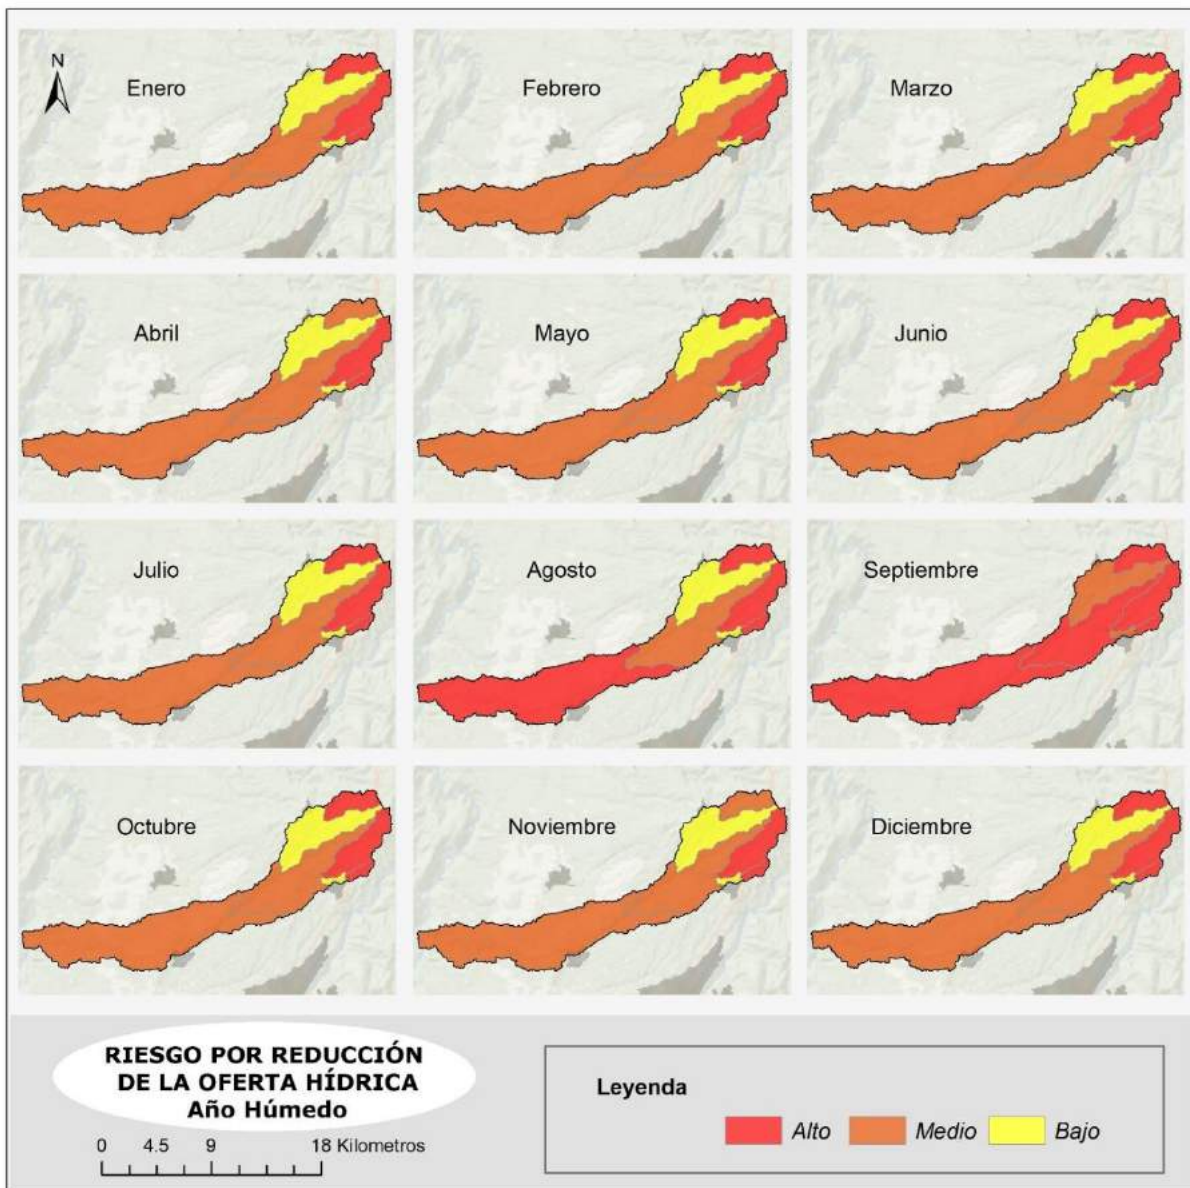 N
Enero
Febrero
Marzo
Abril
Mayo
Junio
Julio
Agosto
Septiembre
Octubre
Noviembre
Diciembre
RIESGO POR REDUCCIÓN
DE LA OFERTA HÍDRICA
Año Húmedo
0 4.5 9 18 Kilometros
Leyenda
Alto Medio Bajo